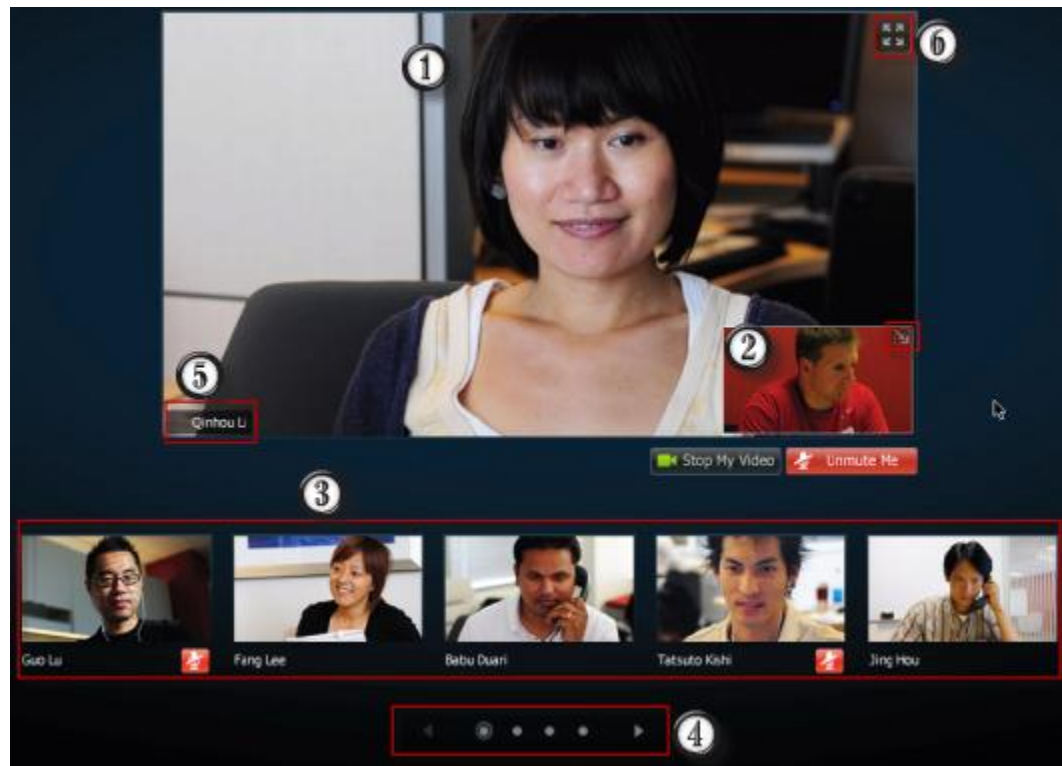 1
6
2
5
Qinhou Li
Stop My Video
Unmute Me
3
Guo Lu
Fang Lee
Babu Duari
Tatsuto Kishi
Jing Hou
4